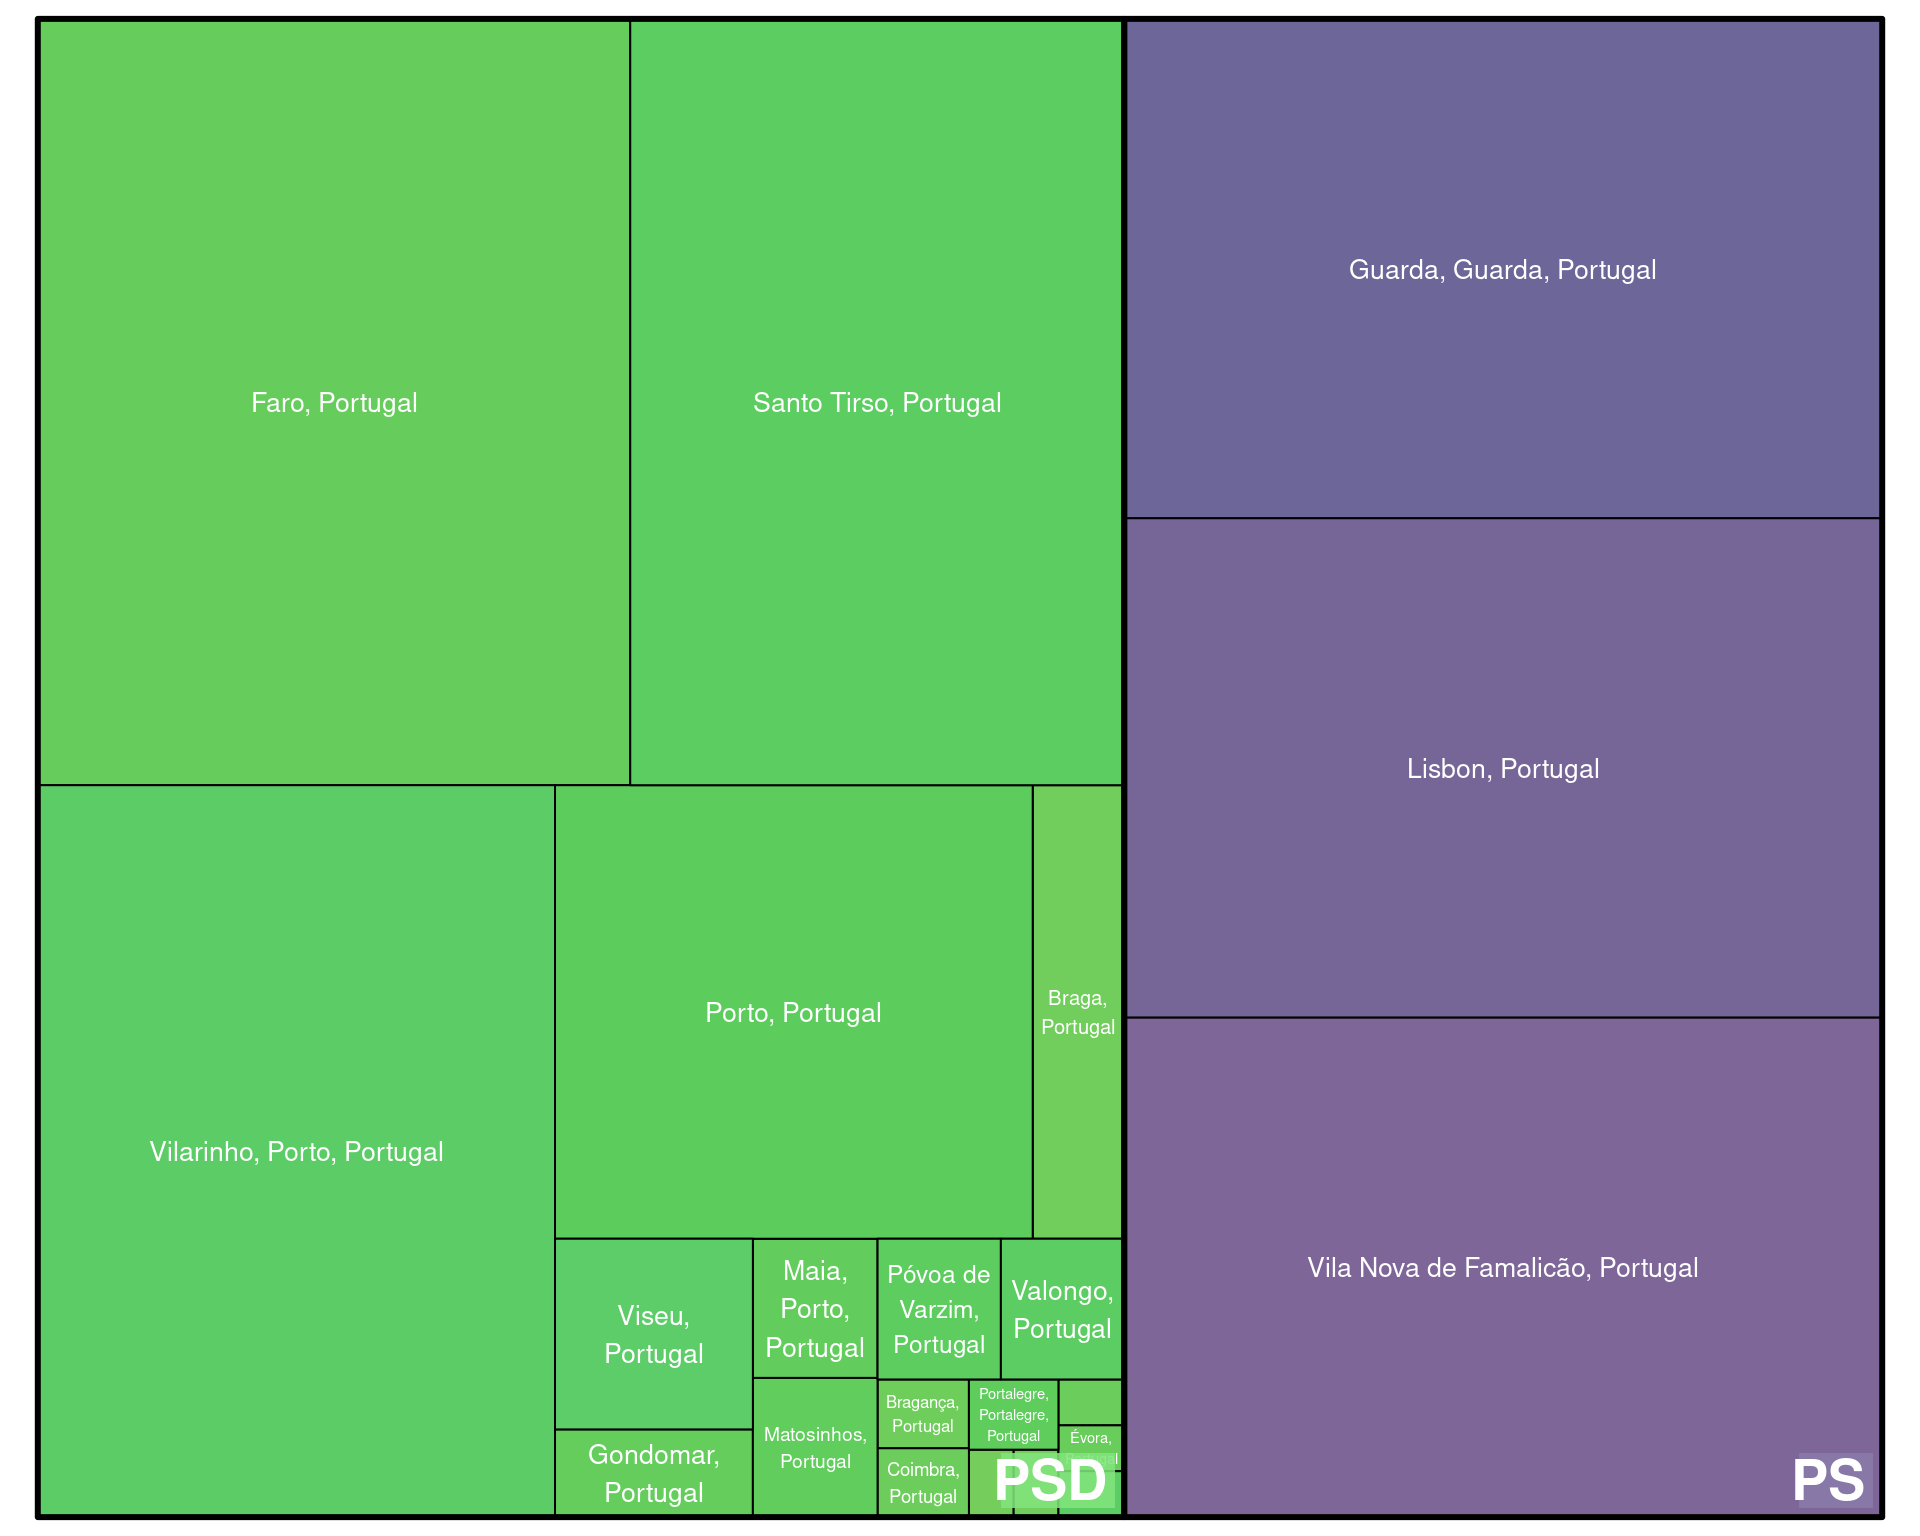 Faro, Portugal
Santo Tirso, Portugal
Guarda, Guarda, Portugal
Lisbon, Portugal
Vilarinho, Porto, Portugal
Porto, Portugal
Braga,
Portugal
Vila Nova de Famalicão, Portugal
Viseu,
Portugal
Maia,
Porto,
Portugal
Póvoa de
Varzim,
Portugal
Valongo,
Portugal
Gondomar,
Portugal
Matosinhos,
Portugal
Bragança,
Portugal
Portalegre,
Portalegre,
Portugal
Évora,
Coimbra,
Portugal
PSD
PS